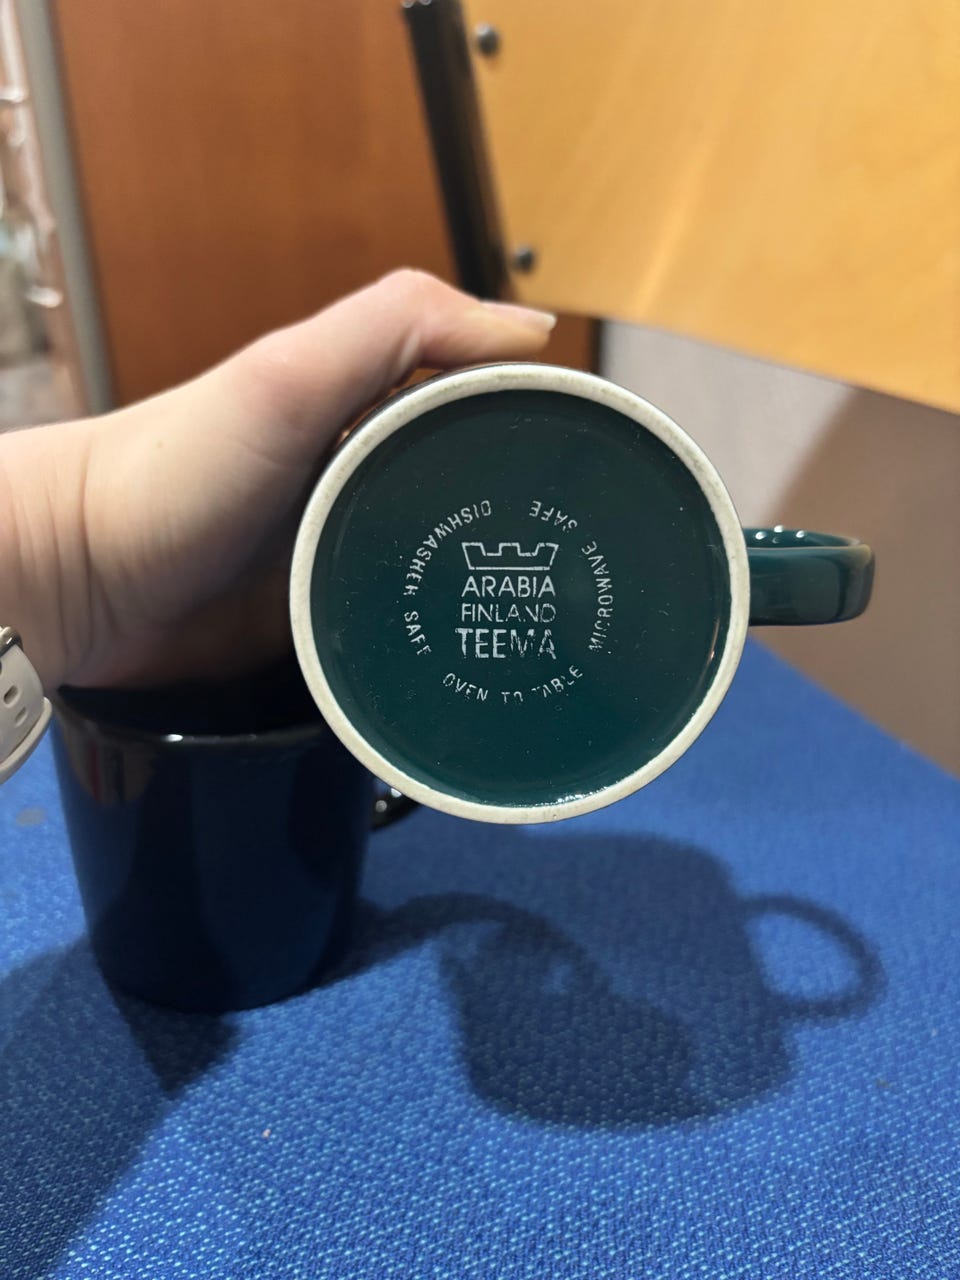 ARABIA
FINLAND
TEEMA
DISHWASHER SAFE
OVEN TO TABLE
MICROWAVE SAFE